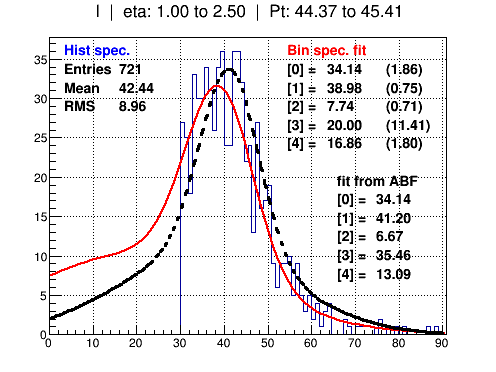 I | eta: 1.00 to 2.50 | Pt: 44.37 to 45.41
Hist spec.
Entries 721
Mean 42.44
RMS 8.96
Bin spec. fit
[0] = 34.14 (1.86)
[1] = 38.98 (0.75)
[2] = 7.74 (0.71)
[3] = 20.00 (11.41)
[4] = 16.86 (1.80)
fit from ABF
[0] = 34.14
[1] = 41.20
[2] = 6.67
[3] = 35.46
[4] = 13.09
35
30
25
20
15
10
5
0
0 10 20 30 40 50 60 70 80 90